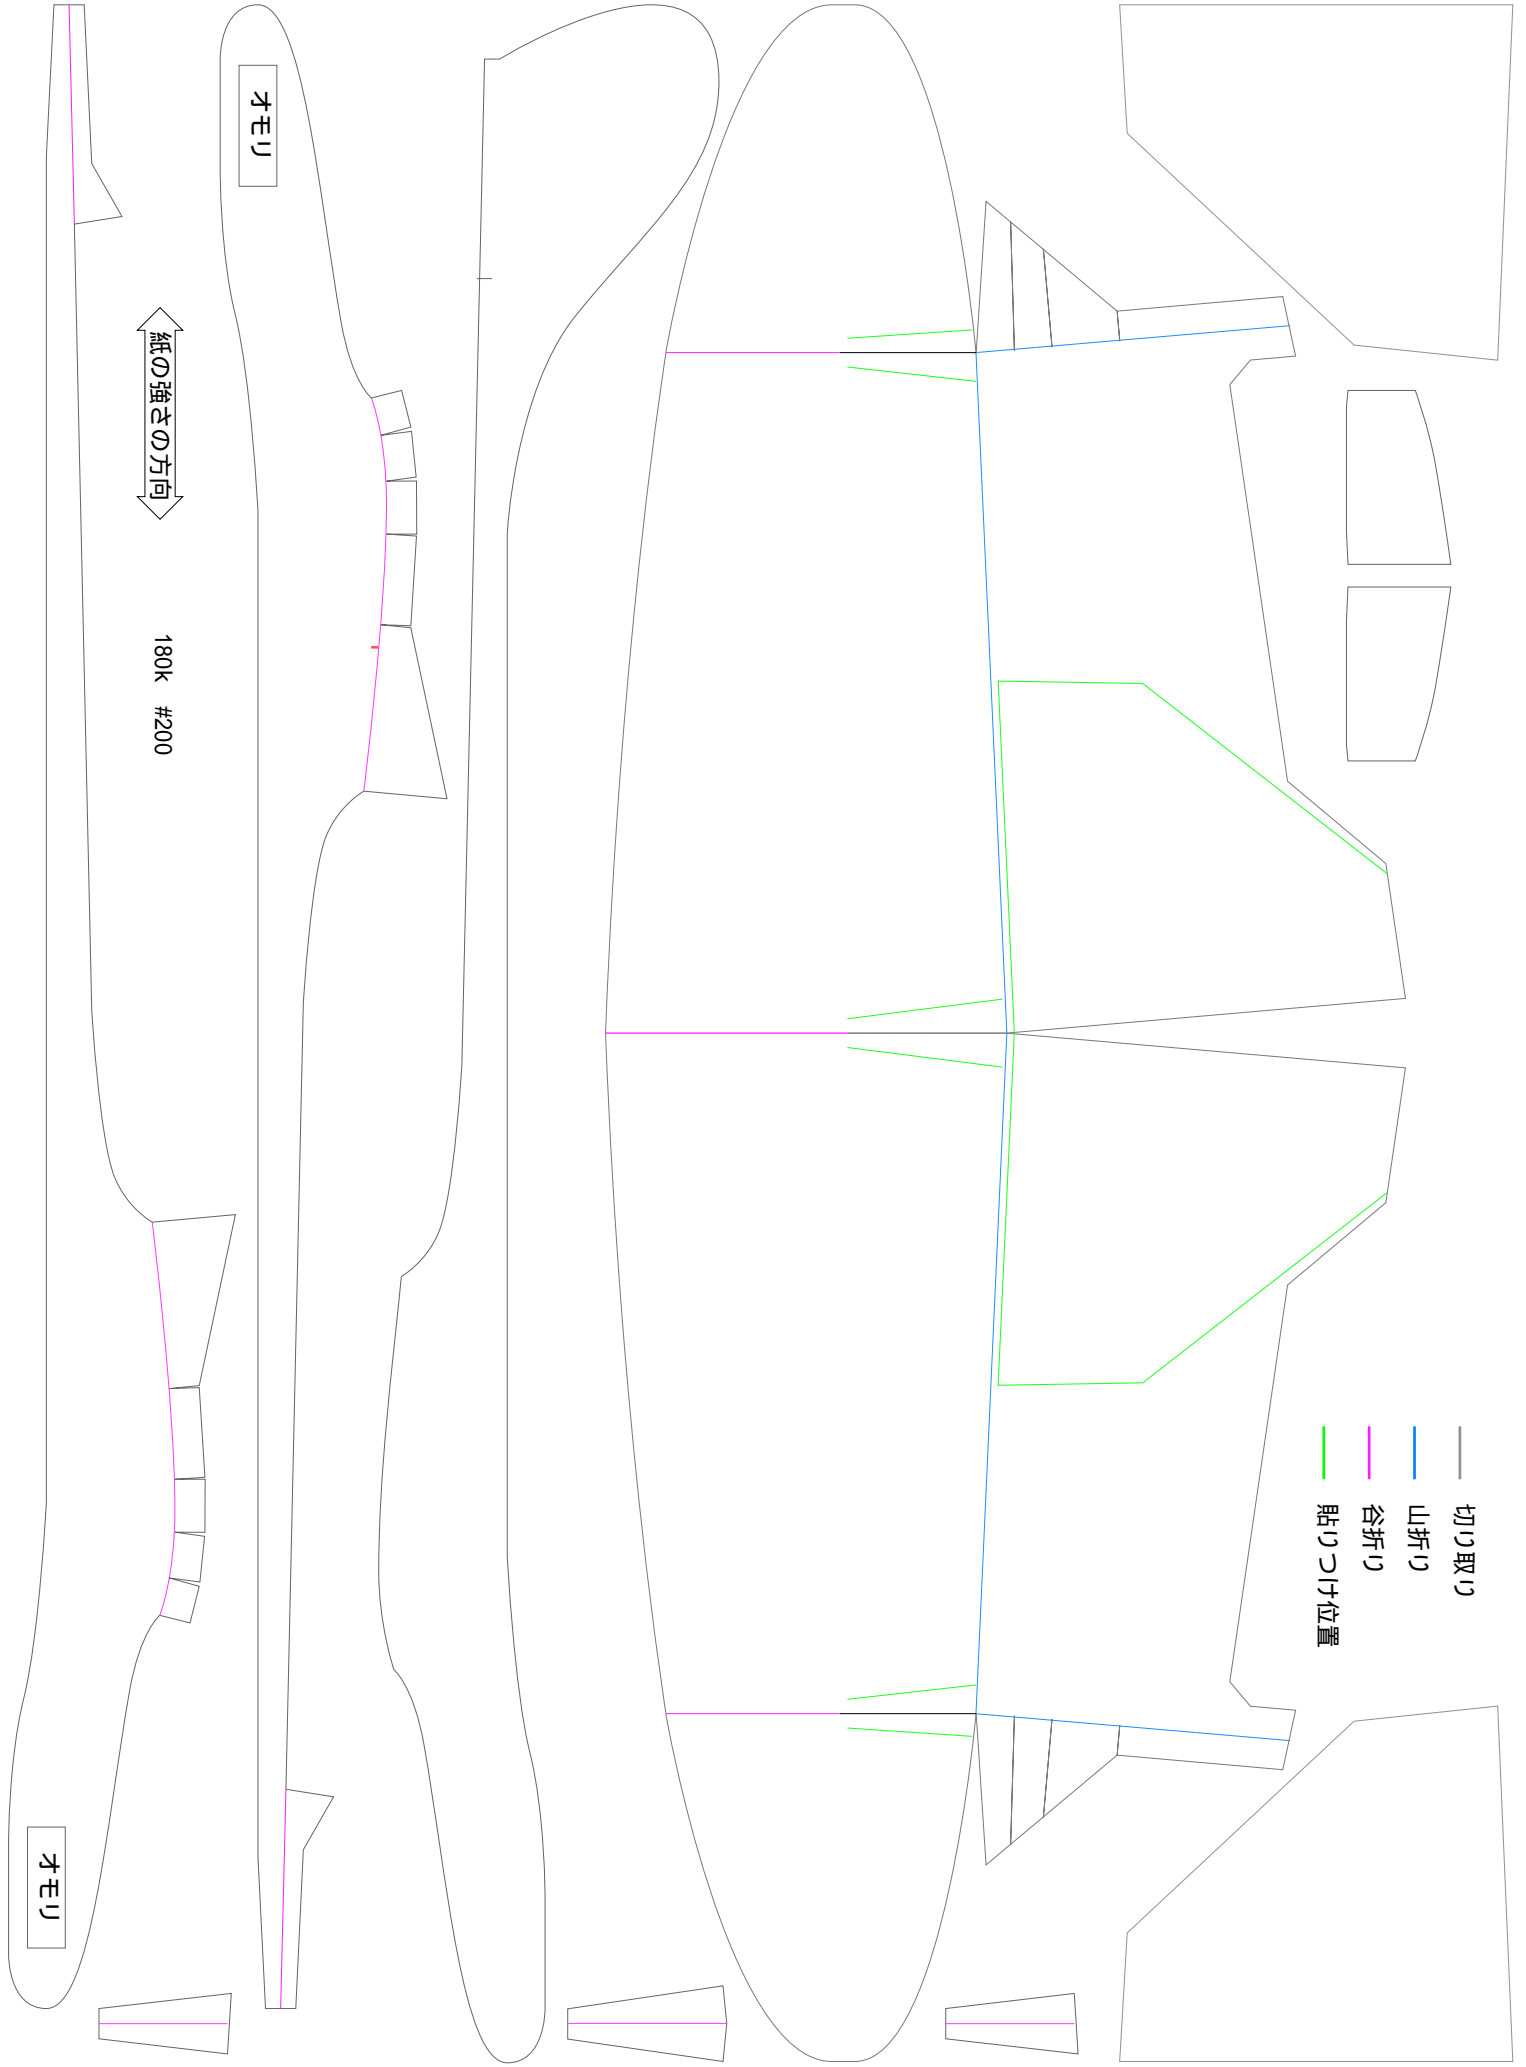 オモリ
紙の強さの方向
180k #200
切り取り
山折り
谷折り
貼りつけ位置
オモリ